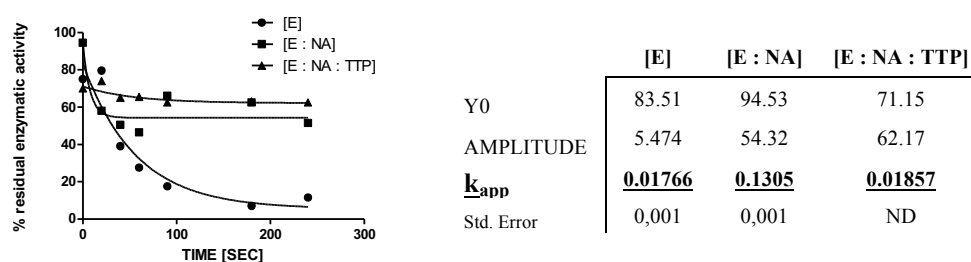 % residual enzymatic activity
100
80
60
40
20
0
0
100
200
300
TIME [SEC]
[E]
[E : NA]
[E : NA : TTP]
[E] [E : NA] [E : NA : TTP]
Y0 83.51 94.53 71.15
AMPLITUDE 5.474 54.32 62.17
kapp 0.01766 0.1305 0.01857
Std. Error 0,001 0,001 ND